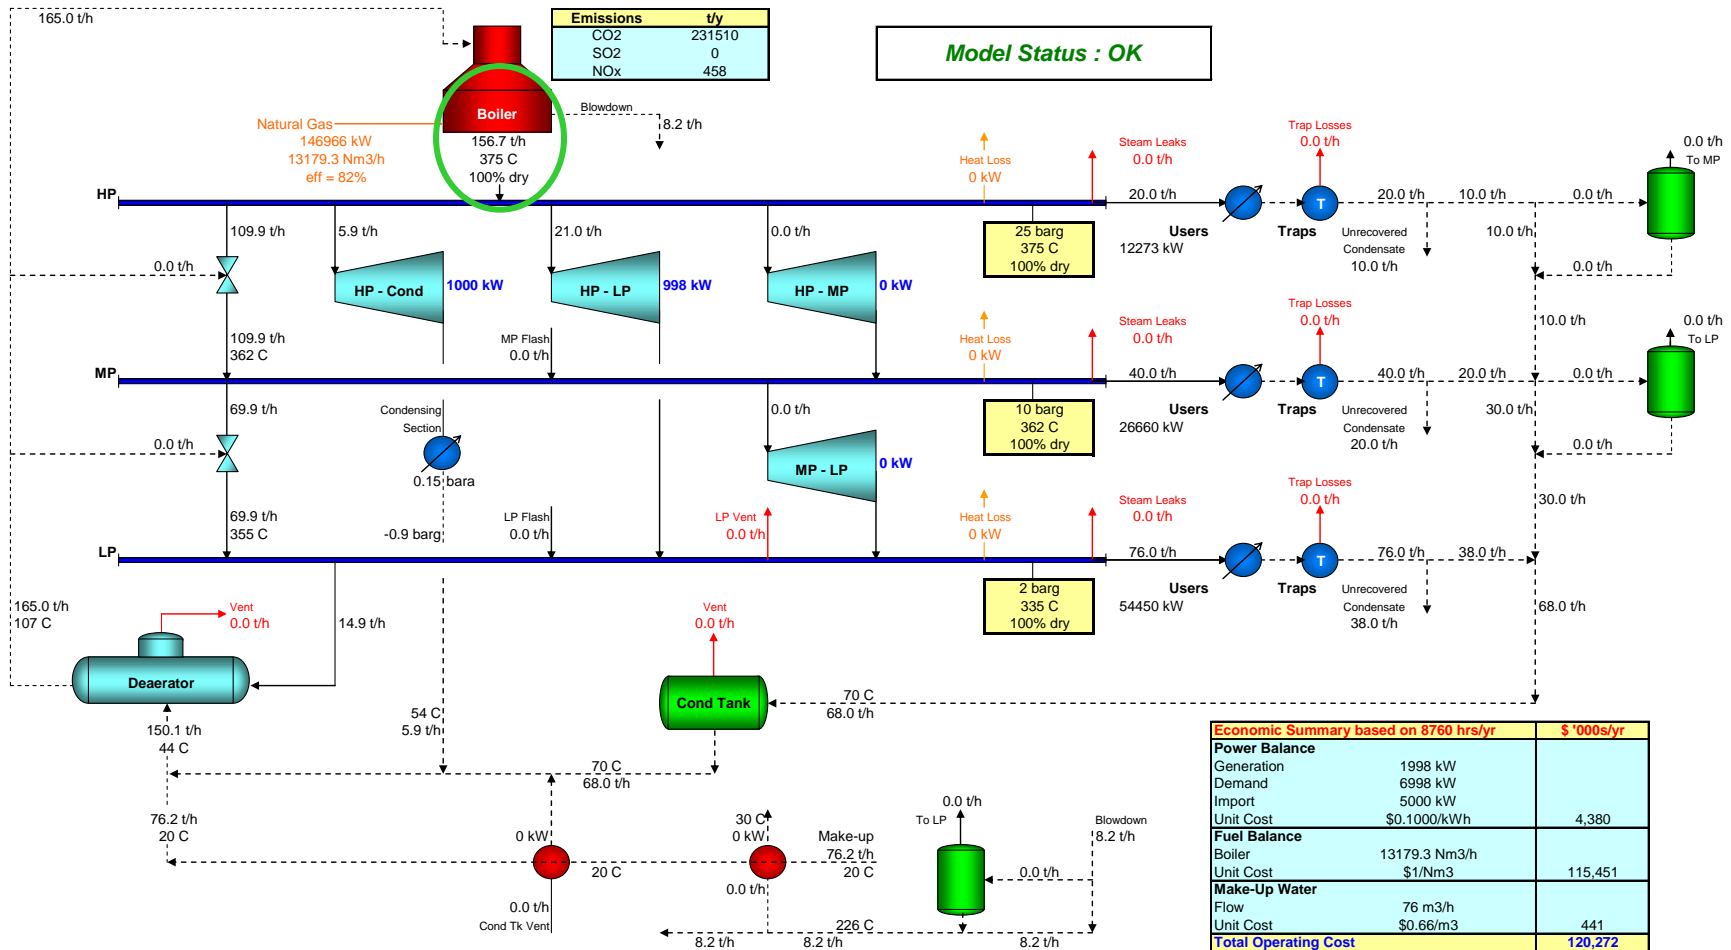 165.0 t/h
Emissions t/y
CO2 231510
SO2 0
NOx 458
Model Status : OK
Boiler
Blowdown
8.2 t/h
Natural Gas
146966 kW
13179.3 Nm3/h
eff = 82%
156.7 t/h
375 C
100% dry
Heat Loss
0 kW
Steam Leaks
0.0 t/h
Trap Losses
0.0 t/h
0.0 t/h
To MP
HP
20.0 t/h
20.0 t/h
10.0 t/h
0.0 t/h
109.9 t/h
5.9 t/h
21.0 t/h
0.0 t/h
25 barg
375 C
100% dry
12273 kW
Users
Traps
Unrecovered
Condensate
10.0 t/h
10.0 t/h
0.0 t/h
0.0 t/h
HP - Cond
1000 kW
HP - LP
998 kW
HP - MP
0 kW
109.9 t/h
362 C
MP Flash
0.0 t/h
Heat Loss
0 kW
Steam Leaks
0.0 t/h
Trap Losses
0.0 t/h
10.0 t/h
0.0 t/h
To LP
MP
40.0 t/h
40.0 t/h
20.0 t/h
0.0 t/h
69.9 t/h
Condensing
Section
0.0 t/h
10 barg
362 C
100% dry
26660 kW
Users
Traps
Unrecovered
Condensate
20.0 t/h
30.0 t/h
0.0 t/h
0.0 t/h
0.15 bara
MP - LP
0 kW
69.9 t/h
355 C
-0.9 barg
LP Flash
0.0 t/h
LP Vent
0.0 t/h
Heat Loss
0 kW
Steam Leaks
0.0 t/h
Trap Losses
0.0 t/h
30.0 t/h
LP
76.0 t/h
76.0 t/h
38.0 t/h
2 barg
335 C
100% dry
54450 kW
Users
Traps
Unrecovered
Condensate
38.0 t/h
68.0 t/h
165.0 t/h
107 C
Vent
0.0 t/h
14.9 t/h
Vent
0.0 t/h
Deaerator
Cond Tank
70 C
68.0 t/h
54 C
5.9 t/h
150.1 t/h
44 C
70 C
68.0 t/h
76.2 t/h
20 C
0 kW
20 C
30 C
0 kW
Make-up
76.2 t/h
20 C
0.0 t/h
0.0 t/h
To LP
Blowdown
8.2 t/h
0.0 t/h
0.0 t/h
Cond Tk Vent
226 C
8.2 t/h
8.2 t/h
8.2 t/h
Economic Summary based on 8760 hrs/yr $ '000s/yr
Power Balance
Generation 1998 kW
Demand 6998 kW
Import 5000 kW
Unit Cost $0.1000/kWh 4,380
Fuel Balance
Boiler 13179.3 Nm3/h
Unit Cost $1/Nm3 115,451
Make-Up Water
Flow 76 m3/h
Unit Cost $0.66/m3 441
Total Operating Cost 120,272